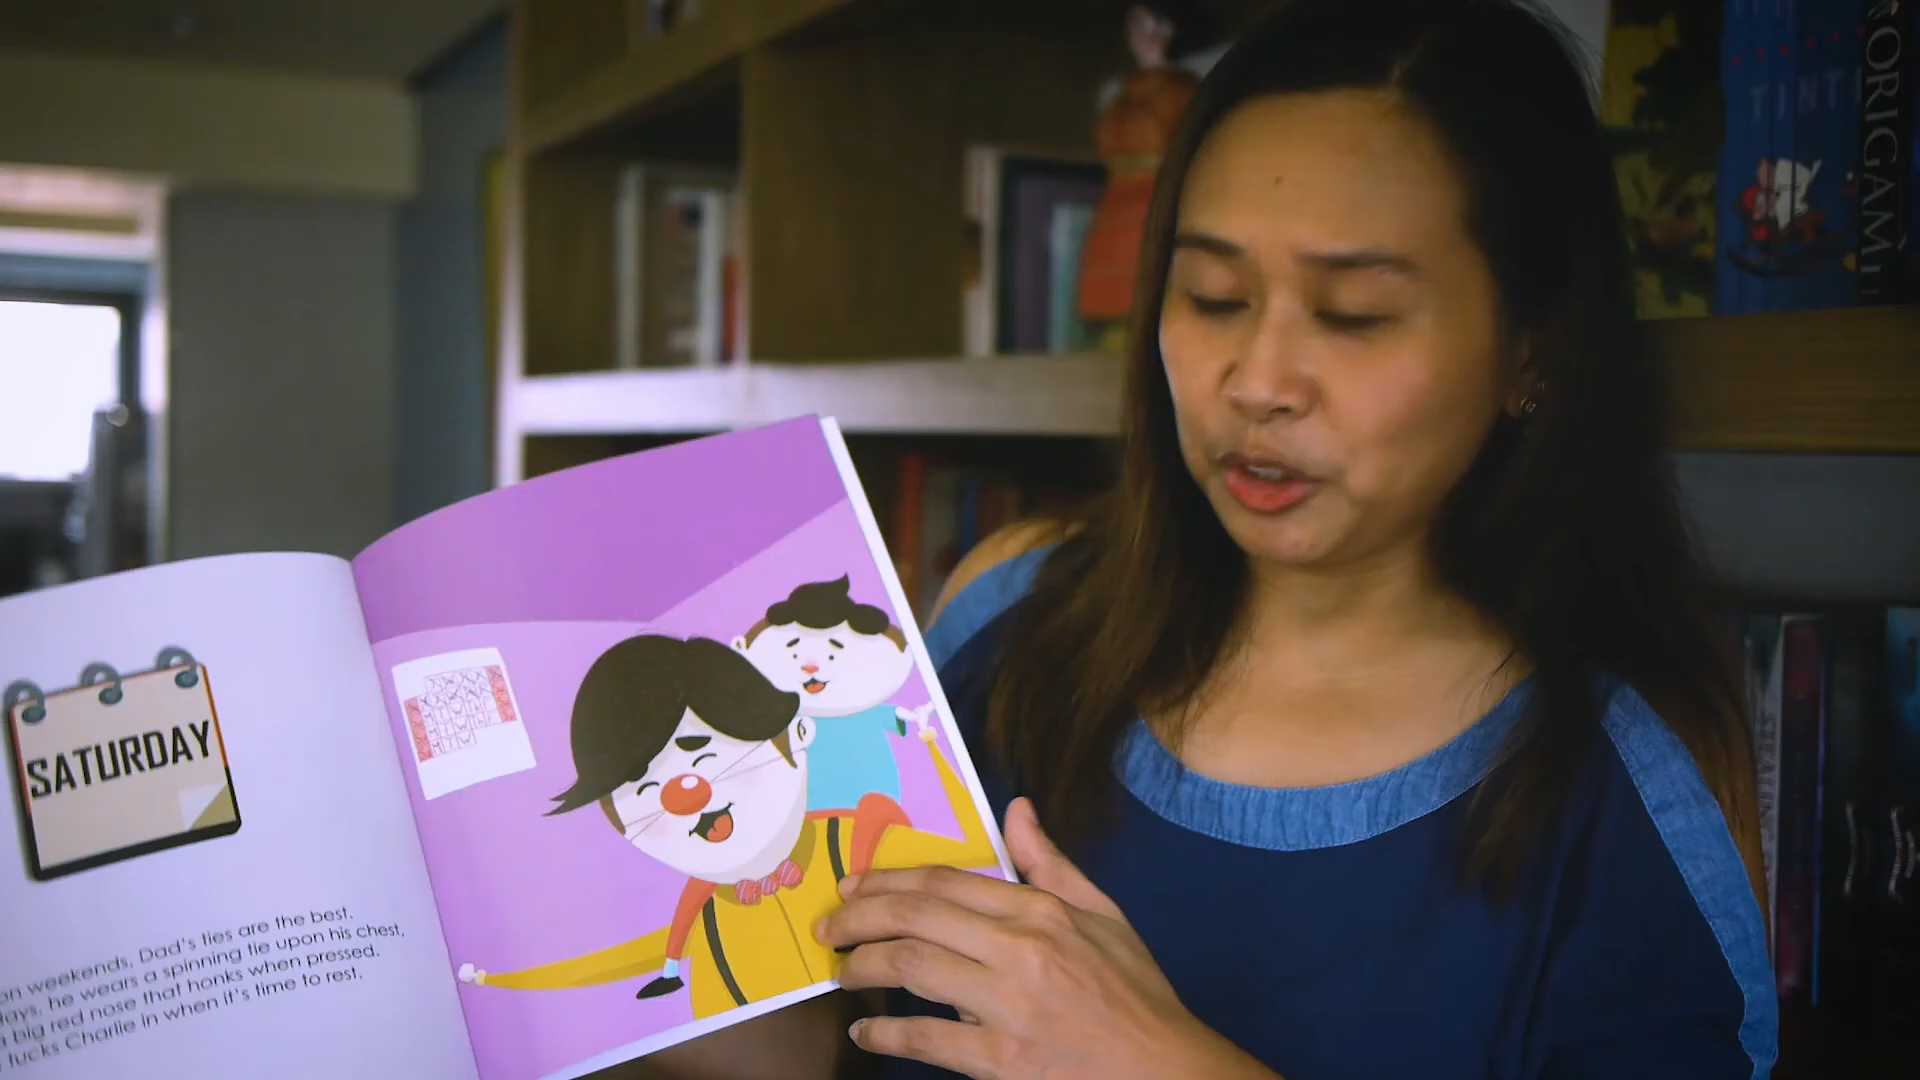 SATURDAY
on weekends, Dad's ties are the best.
he wears a spinning tie upon his chest,
a big red nose that honks when pressed.
tucks Charlie in when it's time to rest.
TINTI
ORIGAMI